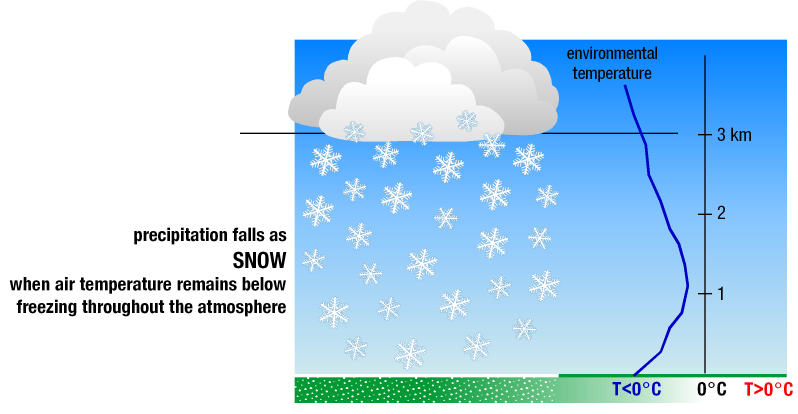 environmental
temperature
3 km
2
1
precipitation falls as
SNOW
when air temperature remains below
freezing throughout the atmosphere
T<0°C
0°C
T>0°C